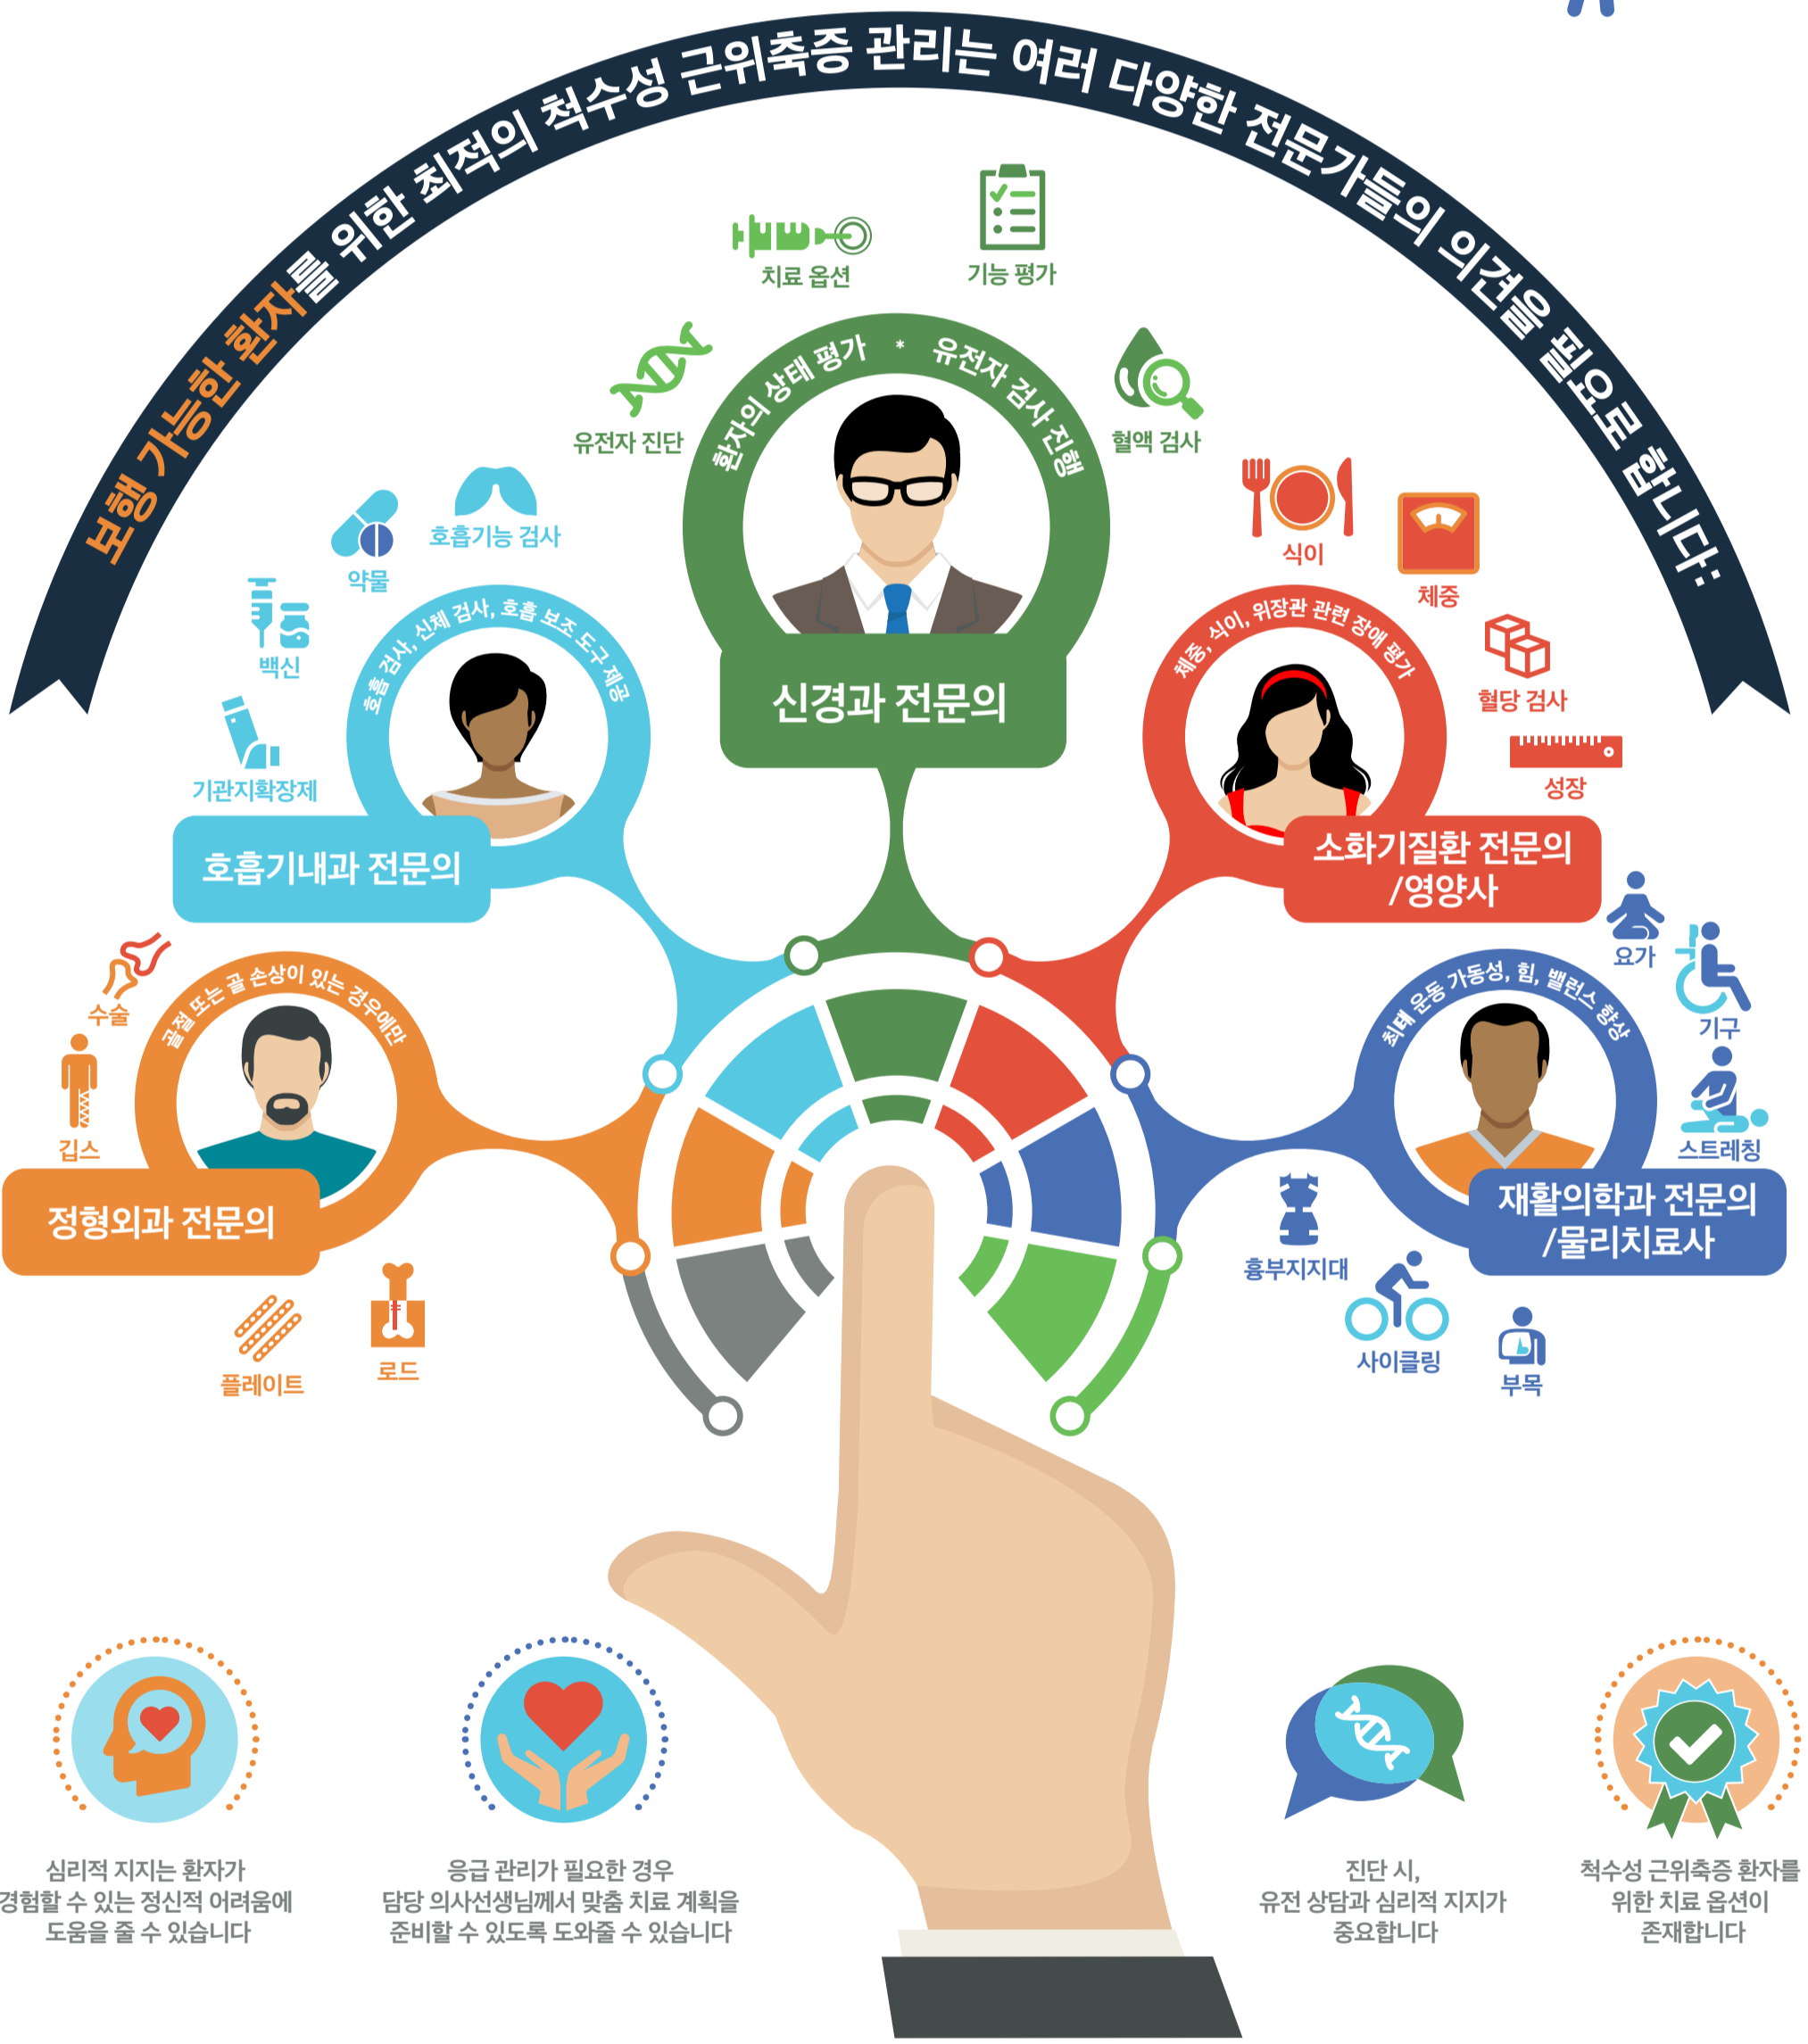 보행 가능한 환자를 위한 최적의 척수성 근위축증 관리는 여러 다양한 전문가들의 의견을 필요로 합니다:
치료 옵션
기능 평가
유전자 진단
혈액 검사
환자의 상태 평가 * 유전자 검사 진행
신경과 전문의
호흡기능 검사
약물
백신
기관지확장제
호흡 검사, 신체 검사, 호흡 보조 도구 제공
호흡기내과 전문의
식이
체중
혈당 검사
성장
체중, 식이, 위장관 관련 장애 평가
소화기질환 전문의
/영양사
수술
깁스
골절 또는 골 손상이 있는 경우에만
정형외과 전문의
플레이트
로드
요가
기구
스트레칭
최대 운동 가동성, 힘, 밸런스 향상
재활의학과 전문의
/물리치료사
흉부지지대
사이클링
부목
심리적 지지는 환자가
경험할 수 있는 정신적 어려움에
도움을 줄 수 있습니다
응급 관리가 필요한 경우
담당 의사선생님께서 맞춤 치료 계획을
준비할 수 있도록 도와줄 수 있습니다
진단 시,
유전 상담과 심리적 지지가
중요합니다
척수성 근위축증 환자를
위한 치료 옵션이
존재합니다